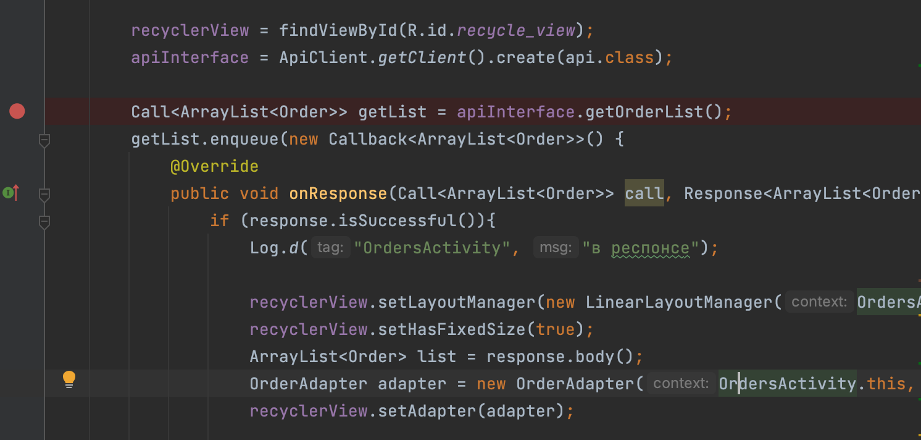 recyclerView = findViewById(R.id.recycle_view);
apiInterface = ApiClient.getClient().create(api.class);
Call<ArrayList<Order>> getList = apiInterface.getOrderList();
getList.enqueue(new Callback<ArrayList<Order>>() {
@Override
public void onResponse(Call<ArrayList<Order>> call, Response<ArrayList<Order
if (response.isSuccessful()){
Log.d( tag: "OrdersActivity", msg: "в респонсе");
recyclerView.setLayoutManager(new LinearLayoutManager( context: OrdersA
recyclerView.setHasFixedSize(true);
ArrayList<Order> list = response.body();
OrderAdapter adapter = new OrderAdapter( context: OrdersActivity.this,
recyclerView.setAdapter(adapter);